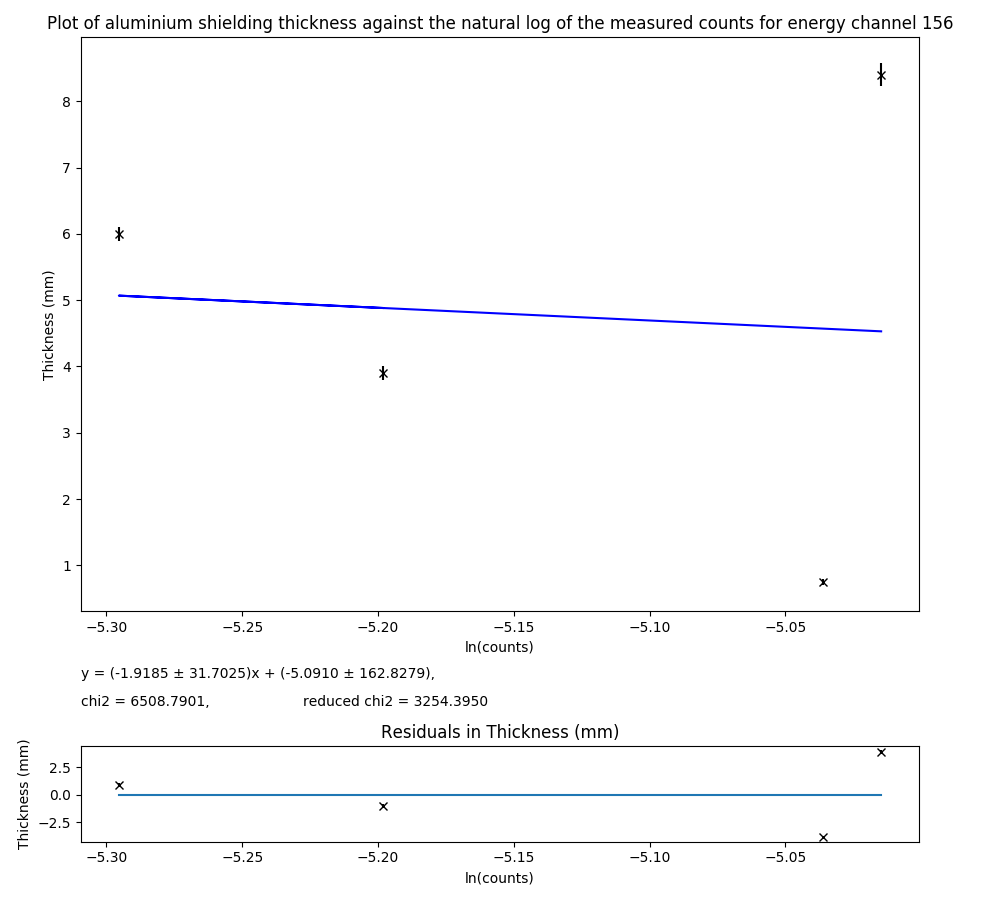 Plot of aluminium shielding thickness against the natural log of the measured counts for energy channel 156
Thickness (mm)
8
7
6
5
4
3
2
1
−5.30 −5.25 −5.20 −5.15 −5.10 −5.05
ln(counts)
y = (-1.9185 ± 31.7025)x + (-5.0910 ± 162.8279),
chi2 = 6508.7901, reduced chi2 = 3254.3950
Residuals in Thickness (mm)
Thickness (mm)
2.5
0.0
−2.5
−5.30 −5.25 −5.20 −5.15 −5.10 −5.05
ln(counts)